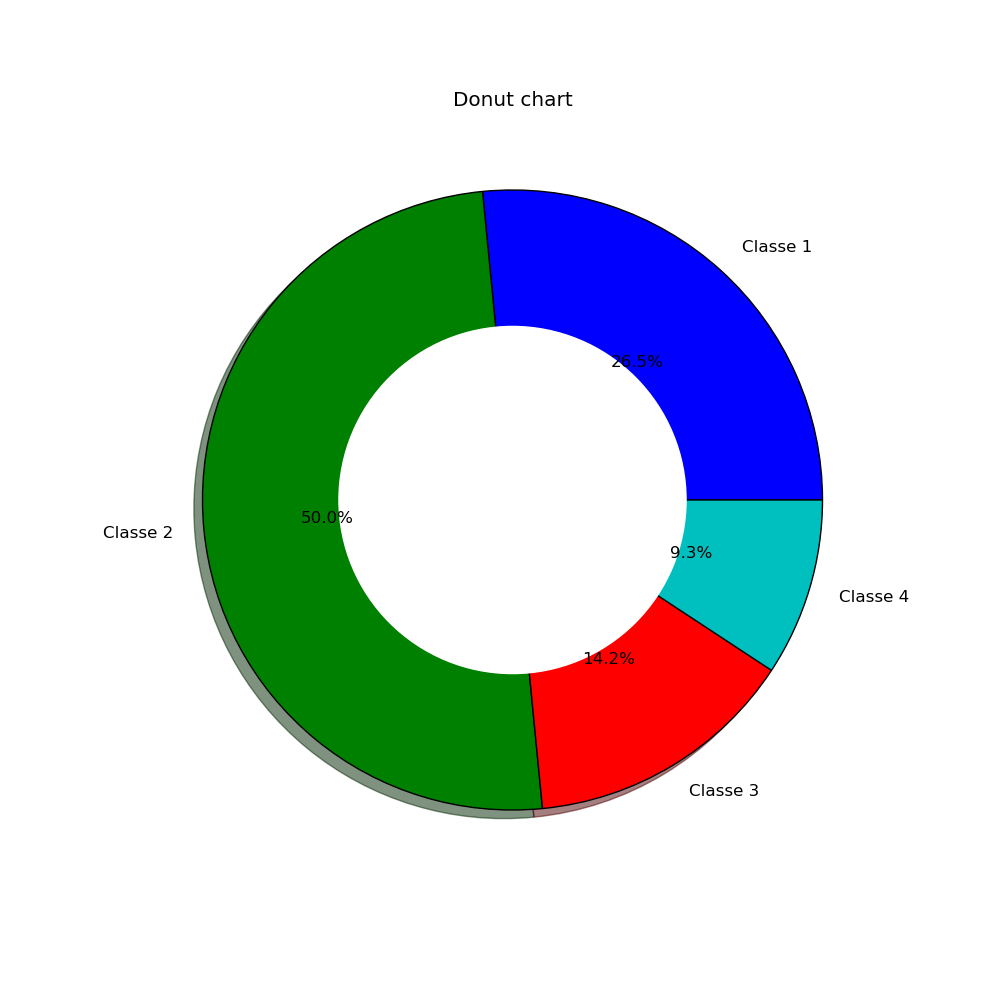 Donut chart
Classe 1
26.5%
50.0%
Classe 2
9.3%
Classe 4
14.2%
Classe 3